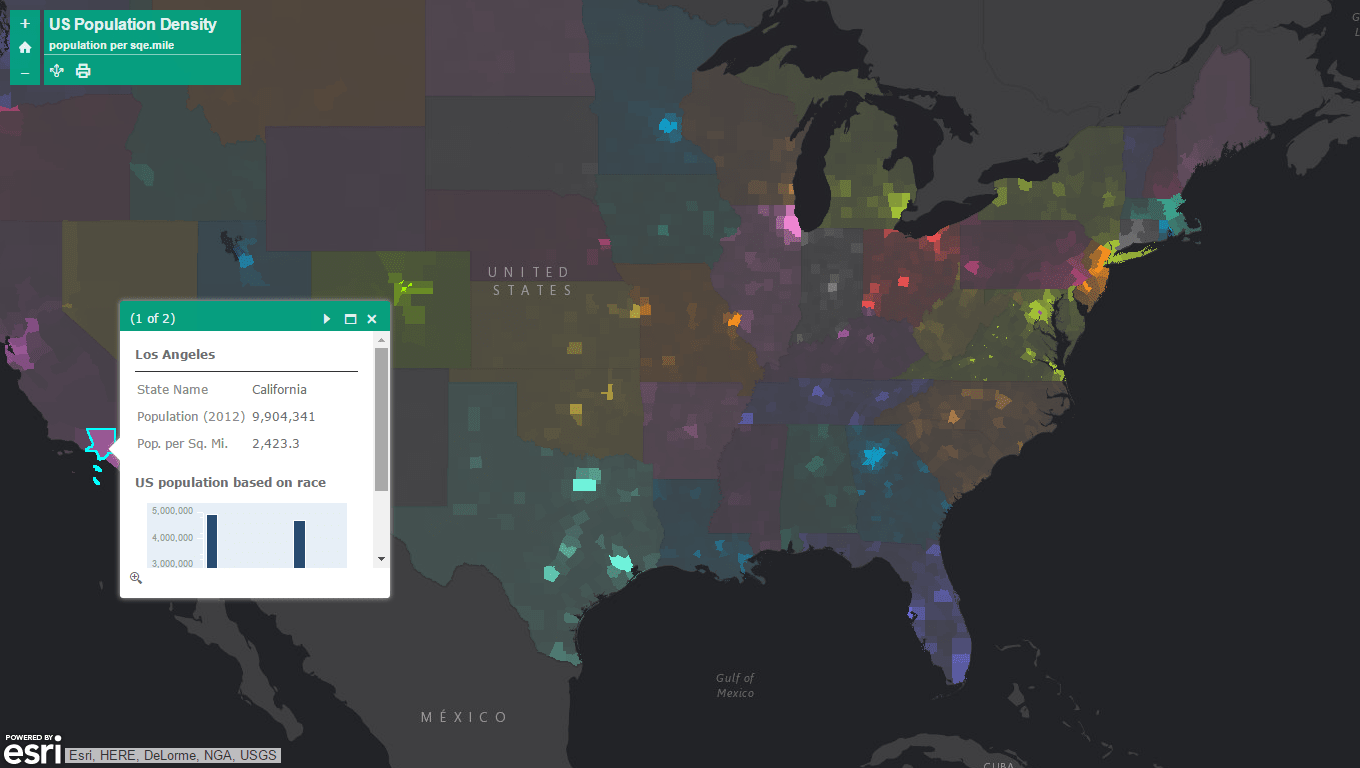 +
US Population Density
population per sqe.mile
–
UNITED
STATES
(1 of 2)
Los Angeles
State Name California
Population (2012) 9,904,341
Pop. per Sq. Mi. 2,423.3
US population based on race
5,000,000
4,000,000
3,000,000
Gulf of
Mexico
MÉXICO
CUBA
POWERED BY
esri
Esri, HERE, DeLorme, NGA, USGS